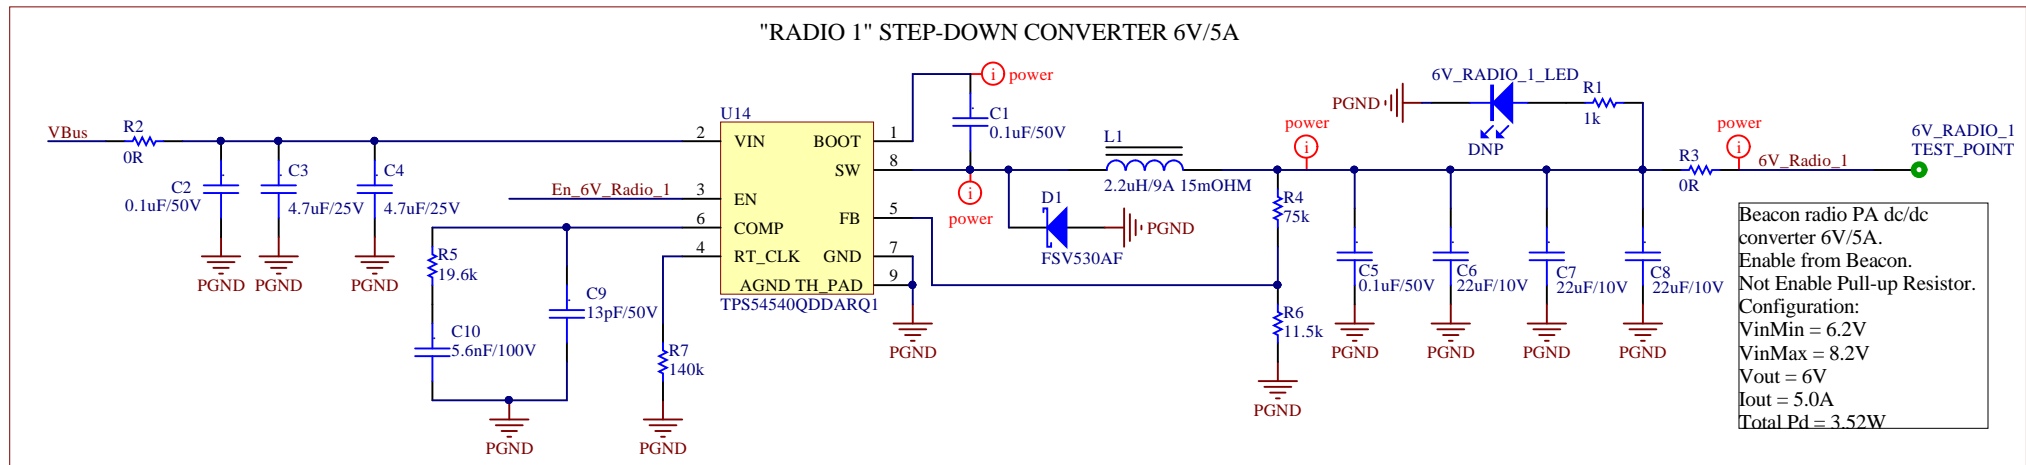 "RADIO 1" STEP-DOWN CONVERTER 6V/5A
VBus
R2
0R
C2
0.1uF/50V
C3
4.7uF/25V
C4
4.7uF/25V
PGND
PGND
PGND
En_6V_Radio_1
R5
19.6k
C10
5.6nF/100V
C9
13pF/50V
PGND
R7
140k
PGND
U14
2 VIN
BOOT 1
SW 8
3 EN
FB 5
6 COMP
4 RT_CLK
GND 7
AGND TH_PAD 9
TPS54540QDDARQ1
PGND
i power
C1
0.1uF/50V
i
power
D1
FSV530AF
PGND
L1
2.2uH/9A 15mOHM
power
i
R4
75k
R6
11.5k
PGND
6V_RADIO_1_LED
PGND
DNP
R1
1k
C5
0.1uF/50V
PGND
C6
22uF/10V
PGND
C7
22uF/10V
PGND
C8
22uF/10V
PGND
R3
0R
power
i
6V_Radio_1
6V_RADIO_1
TEST_POINT
Beacon radio PA dc/dc
converter 6V/5A.
Enable from Beacon.
Not Enable Pull-up Resistor.
Configuration:
VinMin = 6.2V
VinMax = 8.2V
Vout = 6V
Iout = 5.0A
Total Pd = 3.52W